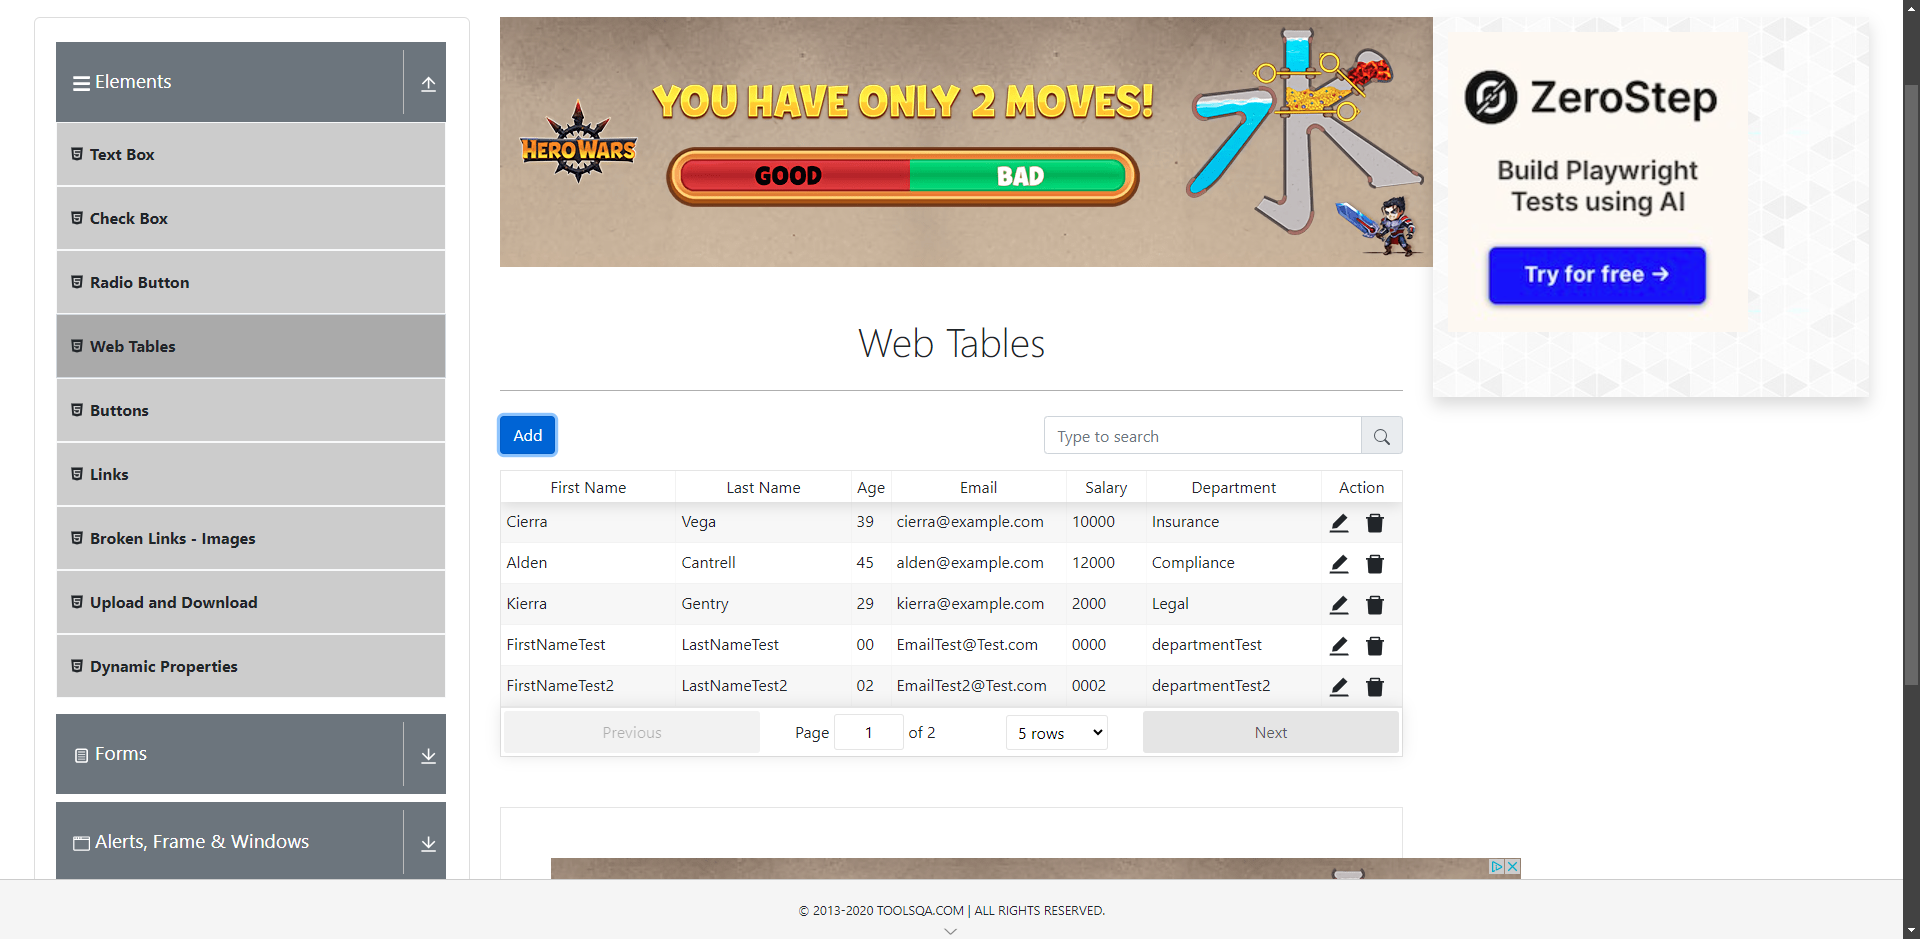 Elements
Text Box
Check Box
Radio Button
Web Tables
Buttons
Links
Broken Links - Images
Upload and Download
Dynamic Properties
Forms
Alerts, Frame & Windows
HERO WARS
YOU HAVE ONLY 2 MOVES!
GOOD BAD
ZeroStep
Build Playwright
Tests using AI
Try for free →
Web Tables
Add
Type to search
First Name Last Name Age Email Salary Department Action
Cierra Vega 39 cierra@example.com 10000 Insurance
Alden Cantrell 45 alden@example.com 12000 Compliance
Kierra Gentry 29 kierra@example.com 2000 Legal
FirstNameTest LastNameTest 00 EmailTest@Test.com 0000 departmentTest
FirstNameTest2 LastNameTest2 02 EmailTest2@Test.com 0002 departmentTest2
Previous Page 1 of 2 5 rows Next
© 2013-2020 TOOLSQA.COM | ALL RIGHTS RESERVED.